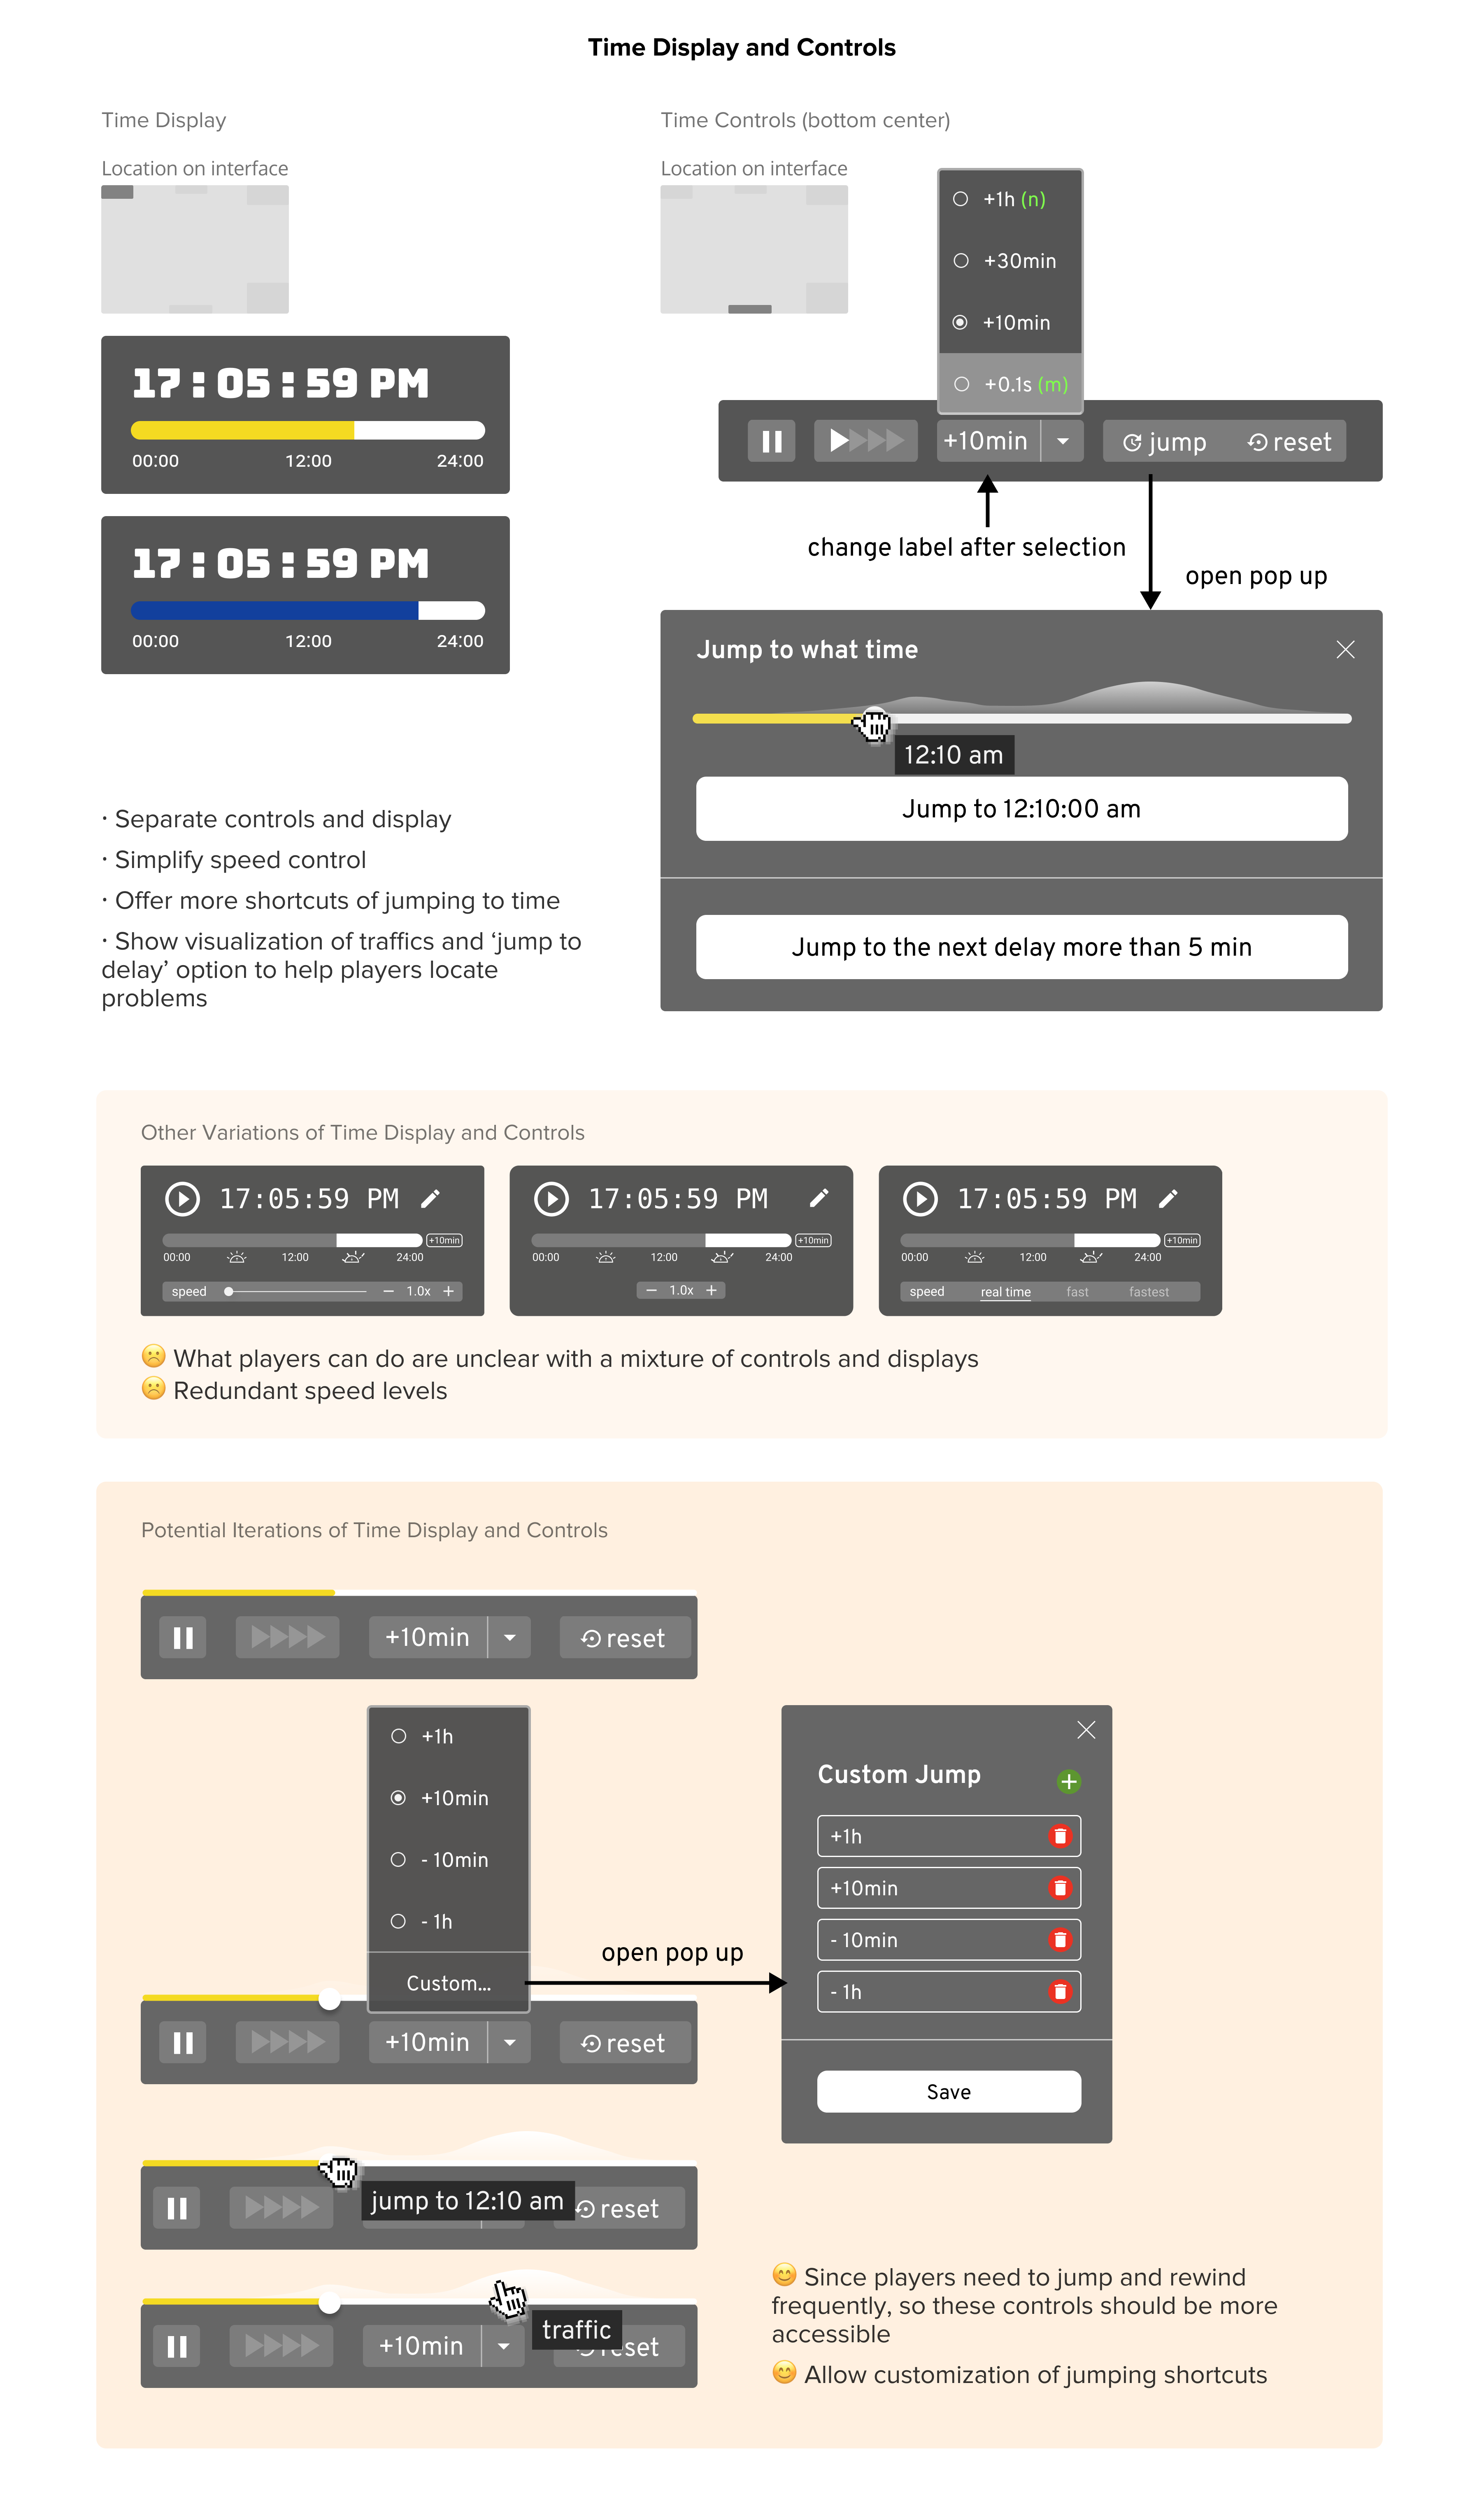 Time Display and Controls
Time Display
Location on interface
17:05:59 PM
00:00 12:00 24:00
17:05:59 PM
00:00 12:00 24:00
· Separate controls and display
· Simplify speed control
· Offer more shortcuts of jumping to time
· Show visualization of traffics and ‘jump to
delay’ option to help players locate
problems
Time Controls (bottom center)
Location on interface
+1h (n)
+30min
+10min
+0.1s (m)
+10min jump reset
change label after selection
open pop up
Jump to what time
12:10 am
Jump to 12:10:00 am
Jump to the next delay more than 5 min
Other Variations of Time Display and Controls
17:05:59 PM
+10min
00:00 12:00 24:00
speed 1.0x
17:05:59 PM
+10min
00:00 12:00 24:00
1.0x
17:05:59 PM
+10min
00:00 12:00 24:00
speed real time fast fastest
☹️ What players can do are unclear with a mixture of controls and displays
☹️ Redundant speed levels
Potential Iterations of Time Display and Controls
+10min reset
+1h
+10min
- 10min
- 1h
Custom...
open pop up
+10min reset
Custom Jump
+1h
+10min
- 10min
- 1h
Save
jump to 12:10 am
reset
traffic
+10min
😊 Since players need to jump and rewind
frequently, so these controls should be more
accessible
😊 Allow customization of jumping shortcuts